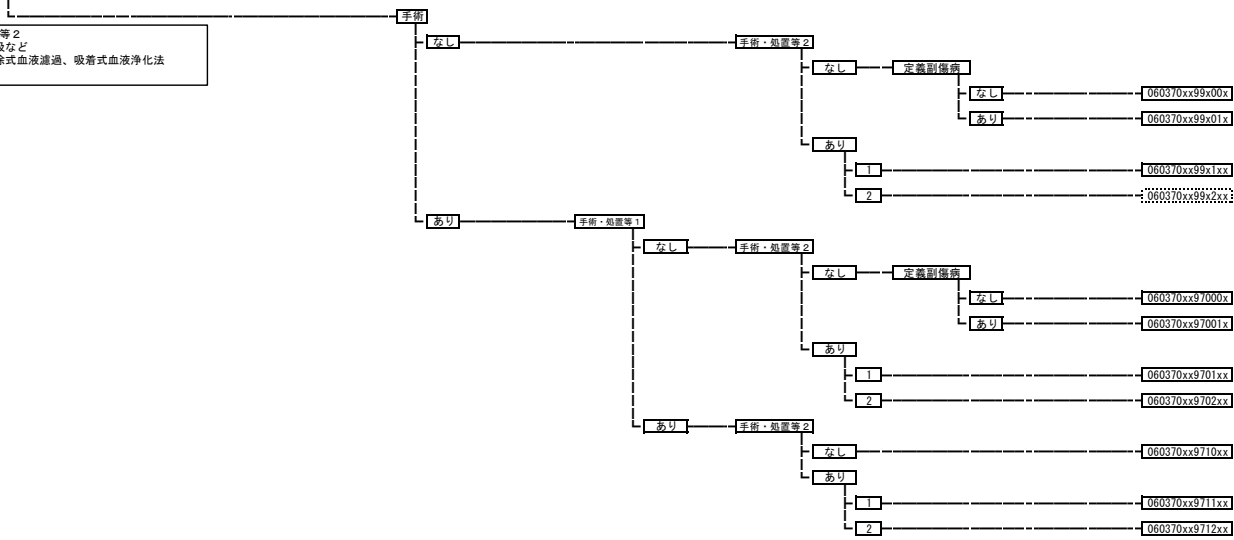 手術
等２
なし
手術・処置等２
吸など
除式血液濾過、吸着式血液浄化法
なし
定義副傷病
なし
060370xx99x00x
あり
060370xx99x01x
あり
1
060370xx99x1xx
2
060370xx99x2xx
あり
手術・処置等１
なし
手術・処置等２
なし
定義副傷病
なし
060370xx97000x
あり
060370xx97001x
あり
1
060370xx9701xx
2
060370xx9702xx
あり
手術・処置等２
なし
060370xx9710xx
あり
1
060370xx9711xx
2
060370xx9712xx